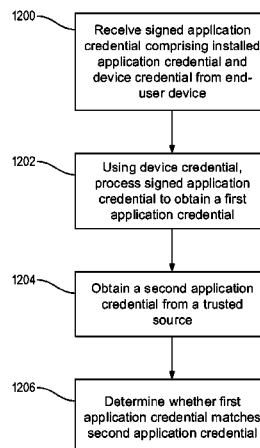 1200
Receive signed application
credential comprising installed
application credential and
device credential from end-
user device
1202
Using device credential,
process signed application
credential to obtain a first
application credential
1204
Obtain a second application
credential from a trusted
source
1206
Determine whether first
application credential matches
second application credential